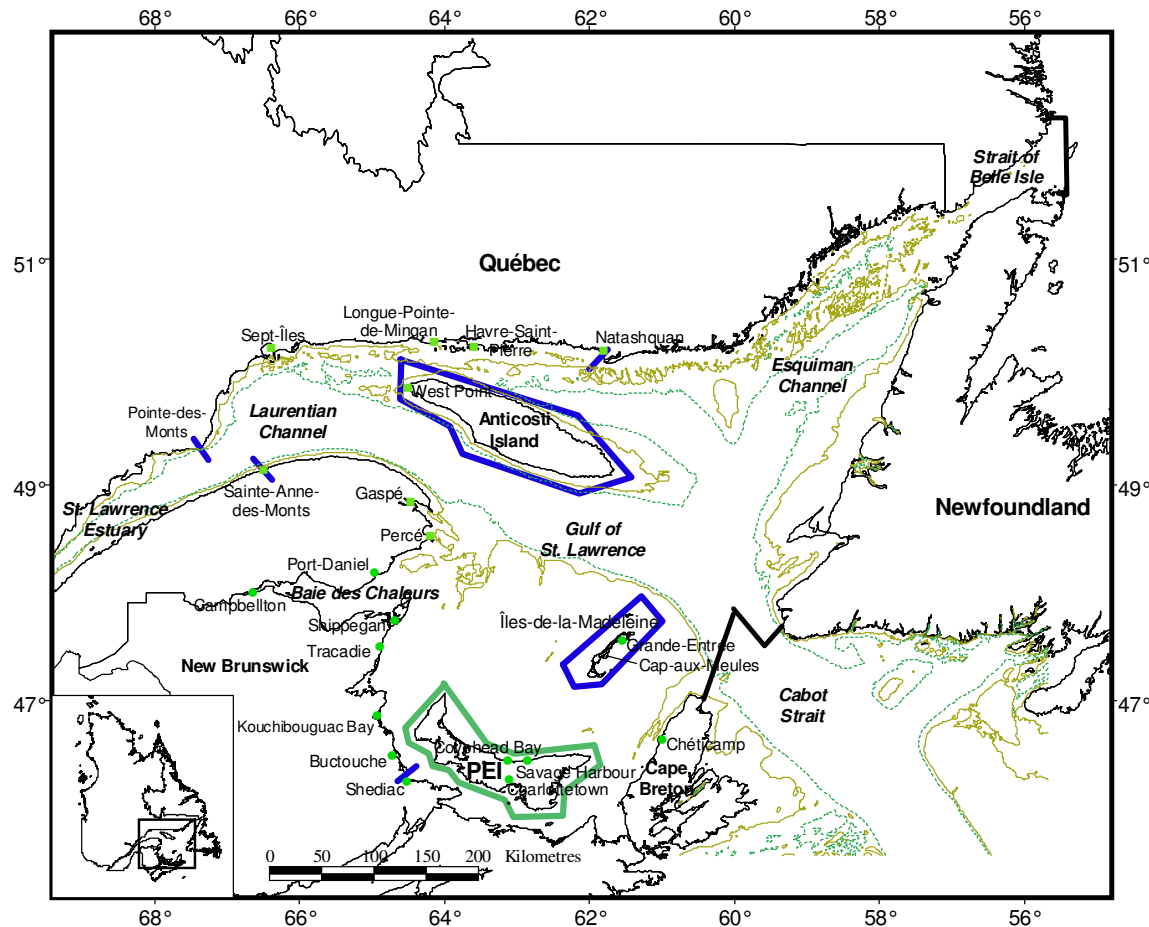 68° 66° 64° 62° 60° 58° 56°
Strait of
Belle Isle
51° 51°
Québec
Longue-Pointe-
de-Mingan
Havre-Saint-
Pierre
Sept-Îles
Natashquan
Esquiman
Channel
West Point
Laurentian
Channel
Pointe-des-
Monts
Anticosti
Island
49° 49°
Sainte-Anne-
des-Monts
Gaspé
St. Lawrence
Estuary
Newfoundland
Gulf of
St. Lawrence
Percé
Port-Daniel
Baie des Chaleurs
Campbellton
Shippegan
Îles-de-la-Madeleine
Grande-Entrée
Cap-aux-Meules
Tracadie
New Brunswick
47° 47°
Cabot
Strait
Kouchibouguac Bay
Chéticamp
Covehead Bay
Buctouche
PEI
Savage Harbour
Cape
Breton
Charlottetown
Shediac
0 50 100 150 200 Kilometres
68° 66° 64° 62° 60° 58° 56°